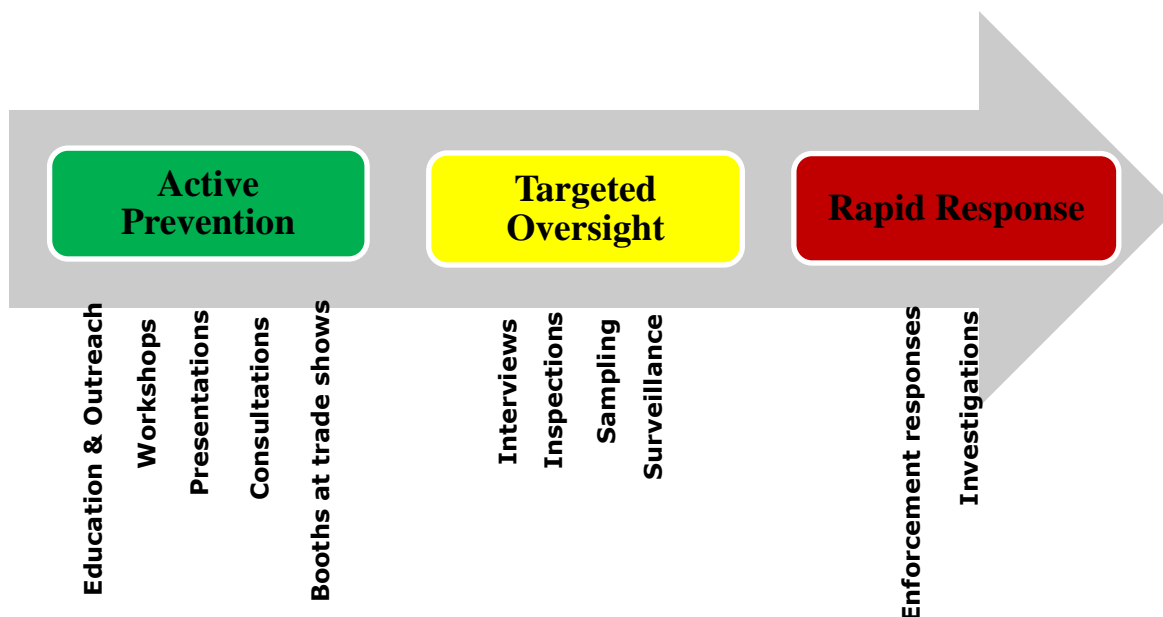 Active
Prevention
Targeted
Oversight
Rapid Response
Education & Outreach
Workshops
Presentations
Consultations
Booths at trade shows
Interviews
Inspections
Sampling
Surveillance
Enforcement responses
Investigations